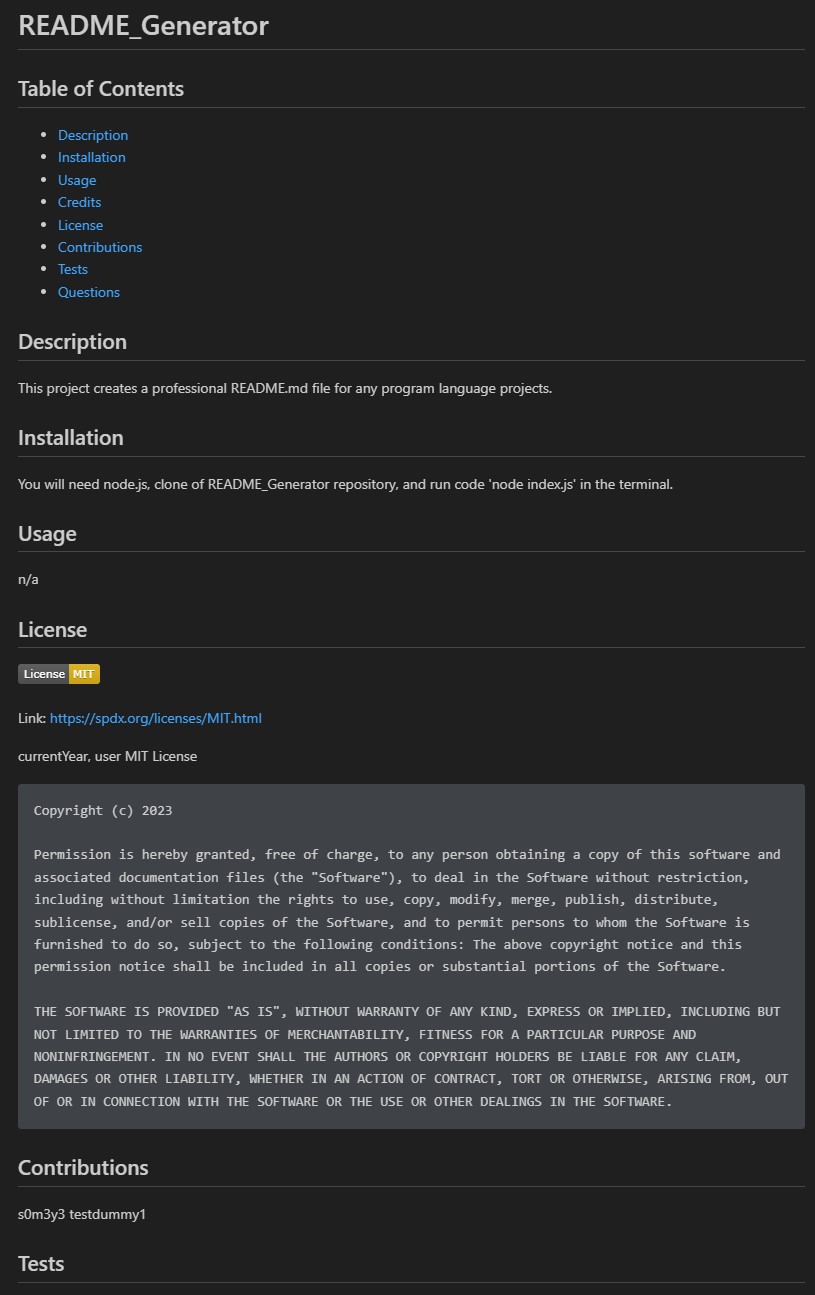 README_Generator
Table of Contents
Description
Installation
Usage
Credits
License
Contributions
Tests
Questions
Description
This project creates a professional README.md file for any program language projects.
Installation
You will need node.js, clone of README_Generator repository, and run code 'node index.js' in the terminal.
Usage
n/a
License
License MIT
Link: https://spdx.org/licenses/MIT.html
currentYear, user MIT License
Copyright (c) 2023
Permission is hereby granted, free of charge, to any person obtaining a copy of this software and
associated documentation files (the "Software"), to deal in the Software without restriction,
including without limitation the rights to use, copy, modify, merge, publish, distribute,
sublicense, and/or sell copies of the Software, and to permit persons to whom the Software is
furnished to do so, subject to the following conditions: The above copyright notice and this
permission notice shall be included in all copies or substantial portions of the Software.
THE SOFTWARE IS PROVIDED "AS IS", WITHOUT WARRANTY OF ANY KIND, EXPRESS OR IMPLIED, INCLUDING BUT
NOT LIMITED TO THE WARRANTIES OF MERCHANTABILITY, FITNESS FOR A PARTICULAR PURPOSE AND
NONINFRINGEMENT. IN NO EVENT SHALL THE AUTHORS OR COPYRIGHT HOLDERS BE LIABLE FOR ANY CLAIM,
DAMAGES OR OTHER LIABILITY, WHETHER IN AN ACTION OF CONTRACT, TORT OR OTHERWISE, ARISING FROM, OUT
OF OR IN CONNECTION WITH THE SOFTWARE OR THE USE OR OTHER DEALINGS IN THE SOFTWARE.
Contributions
s0m3y3 testdummy1
Tests